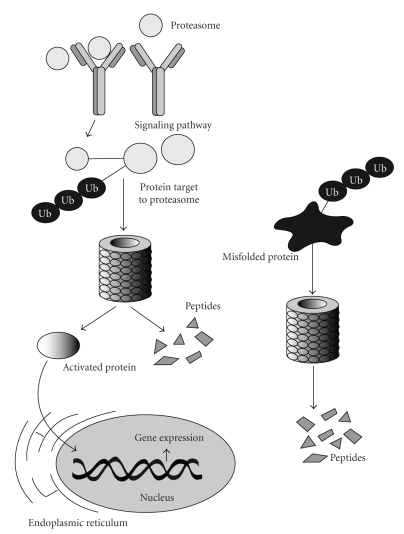 Proteasome
Signaling pathway
Ub
Ub
Ub
Protein target
to proteasome
Ub
Ub
Ub
Misfolded protein
Peptides
Activated protein
Gene expression
Nucleus
Peptides
Endoplasmic reticulum